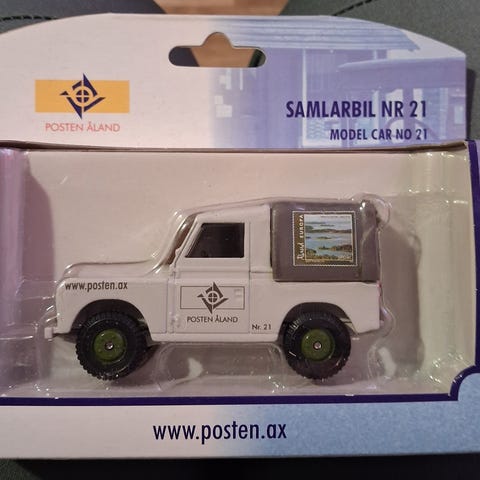 POSTEN ÅLAND
SAMLARBIL NR 21
MODEL CAR NO 21
www.posten.ax
POSTEN ÅLAND
Nr. 21
Åland EUROPA
www.posten.ax